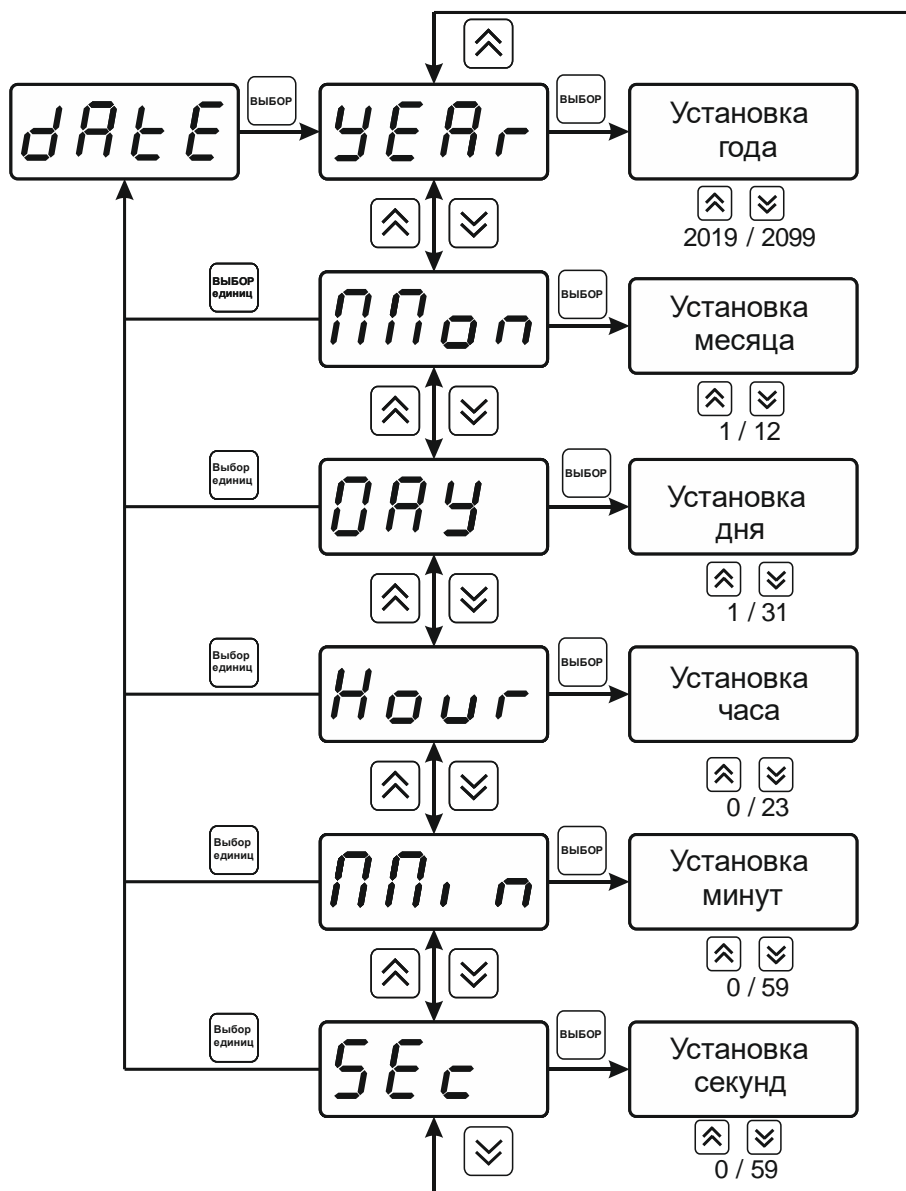 dAtE
ВЫБОР
YEAr
ВЫБОР
Установка
года
2019 / 2099
ВЫБОР
единиц
ППon
ВЫБОР
Установка
месяца
1 / 12
Выбор
единиц
DAY
ВЫБОР
Установка
дня
1 / 31
Выбор
единиц
Hour
ВЫБОР
Установка
часа
0 / 23
Выбор
единиц
ППin
ВЫБОР
Установка
минут
0 / 59
Выбор
единиц
SEc
ВЫБОР
Установка
секунд
0 / 59